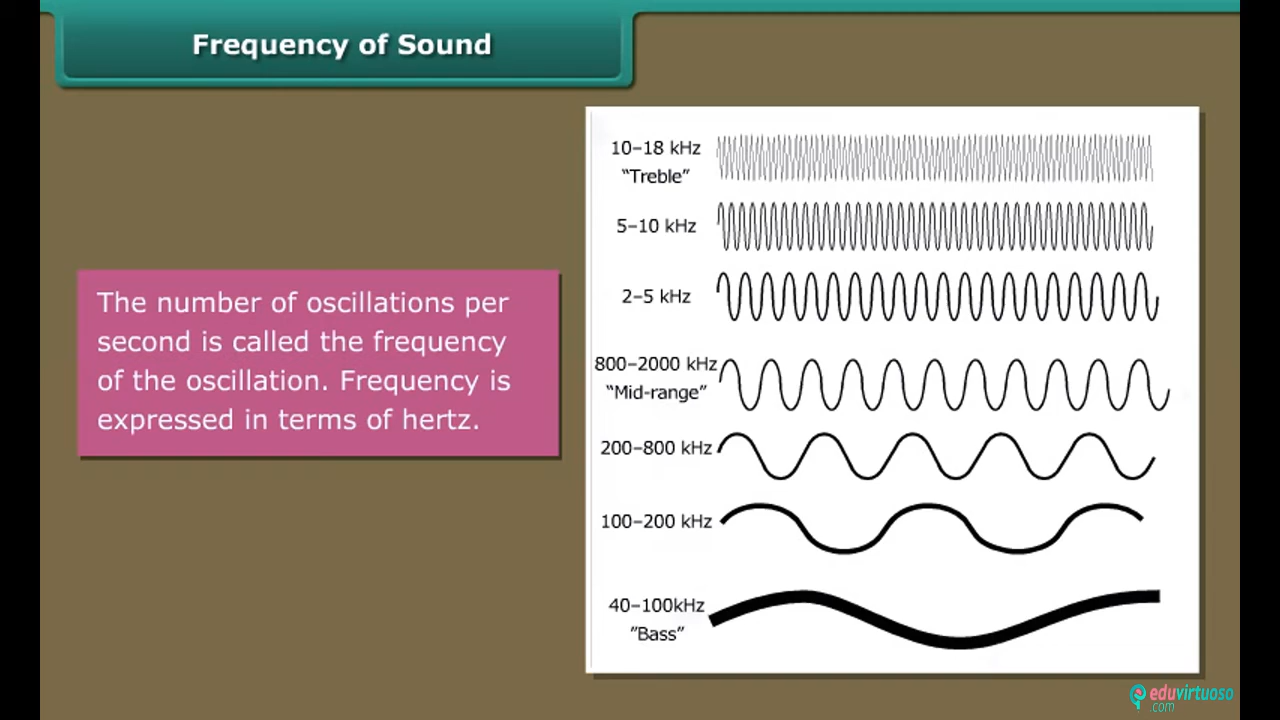 Frequency of Sound
The number of oscillations per
second is called the frequency
of the oscillation. Frequency is
expressed in terms of hertz.
10–18 kHz
“Treble”
5–10 kHz
2–5 kHz
800–2000 kHz
“Mid-range”
200–800 kHz
100–200 kHz
40–100kHz
”Bass”
eduvirtuoso
.com